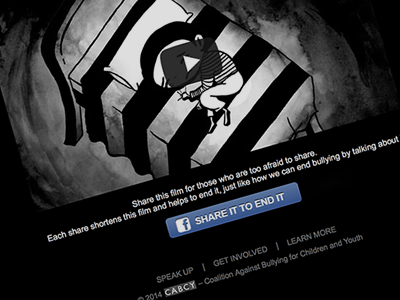 Share this film for those who are too afraid to share.
Each share shortens this film and helps to end it, just like how we can end bullying by talking about
f SHARE IT TO END IT
SPEAK UP | GET INVOLVED | LEARN MORE
© 2014 CABCY – Coalition Against Bullying for Children and Youth